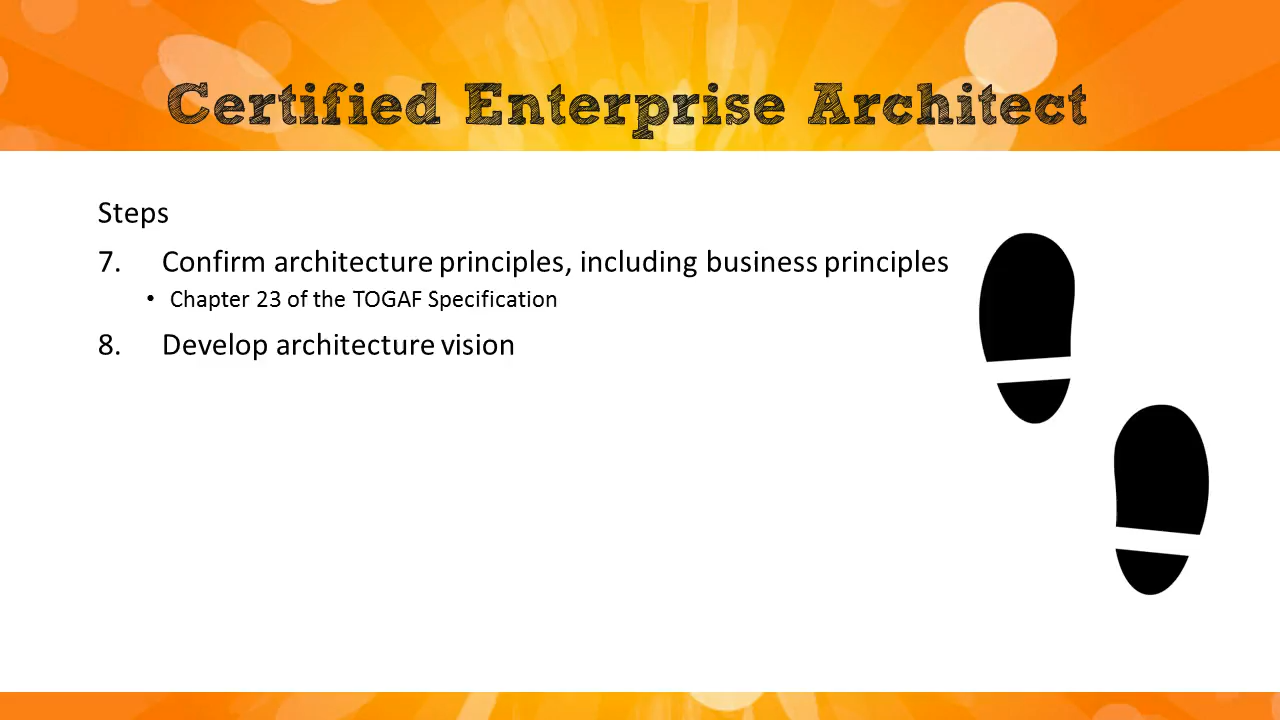 Certified Enterprise Architect
Steps
7. Confirm architecture principles, including business principles
• Chapter 23 of the TOGAF Specification
8. Develop architecture vision